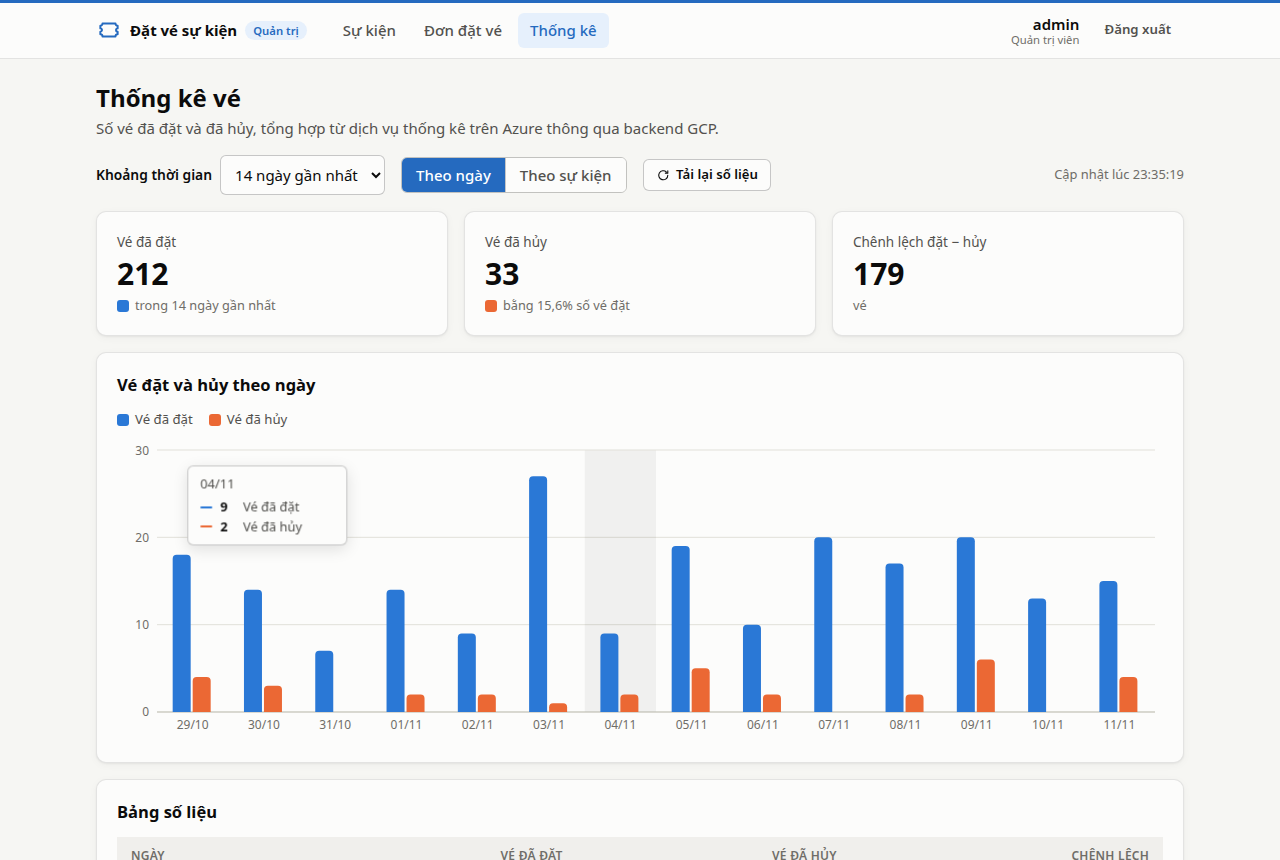 Đặt vé sự kiện Quản trị Sự kiện Đơn đặt vé Thống kê admin Đăng xuất
Quản trị viên
Thống kê vé
Số vé đã đặt và đã hủy, tổng hợp từ dịch vụ thống kê trên Azure thông qua backend GCP.
Khoảng thời gian 14 ngày gần nhất Theo ngày Theo sự kiện Tải lại số liệu Cập nhật lúc 23:35:19
Vé đã đặt
212
trong 14 ngày gần nhất
Vé đã hủy
33
bằng 15,6% số vé đặt
Chênh lệch đặt – hủy
179
vé
Vé đặt và hủy theo ngày
Vé đã đặt Vé đã hủy
30
04/11
9 Vé đã đặt
2 Vé đã hủy
20
10
0
29/10 30/10 31/10 01/11 02/11 03/11 04/11 05/11 06/11 07/11 08/11 09/11 10/11 11/11
Bảng số liệu
NGÀY VÉ ĐÃ ĐẶT VÉ ĐÃ HỦY CHÊNH LỆCH